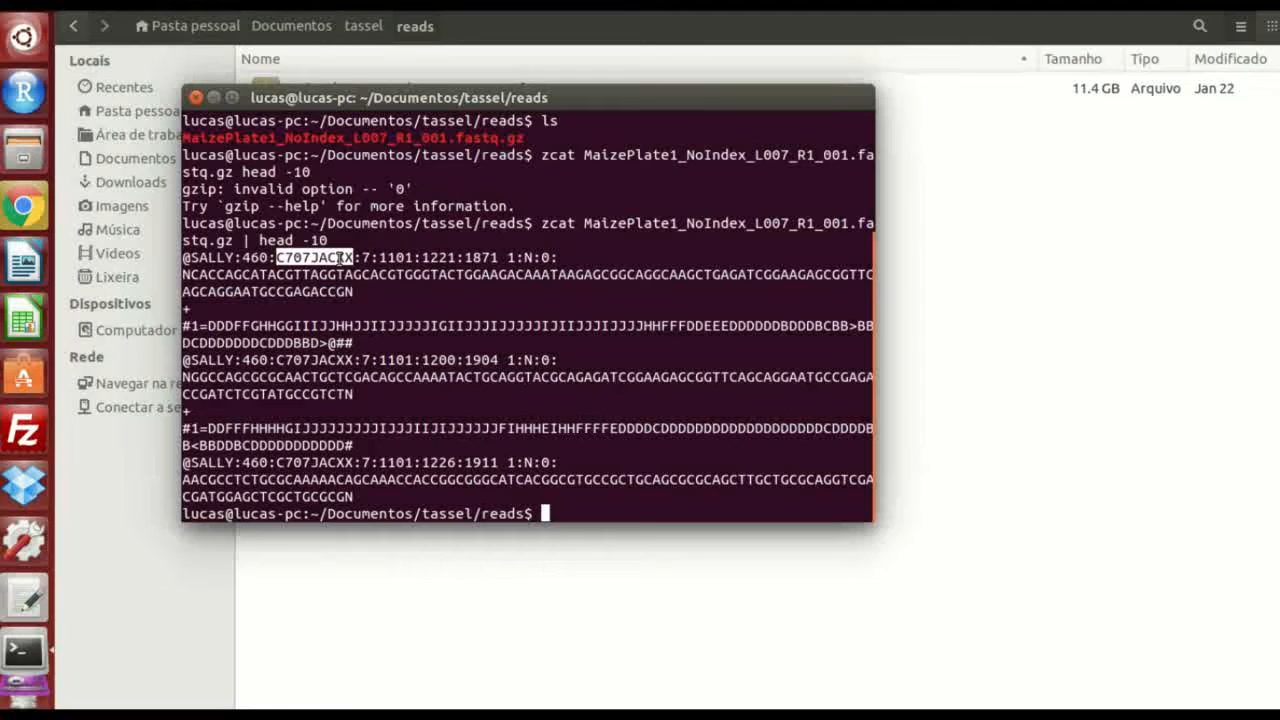 Pasta pessoal Documentos tassel reads
Locais
Recentes
Pasta pessoa
Área de traba
Documentos
Downloads
Imagens
Música
Vídeos
Lixeira
Dispositivos
Computador
Rede
Navegar na re
Conectar a se
Nome Tamanho Tipo Modificado
11.4 GB Arquivo Jan 22
lucas@lucas-pc: ~/Documentos/tassel/reads
lucas@lucas-pc:~/Documentos/tassel/reads$ ls
MaizePlate1_NoIndex_L007_R1_001.fastq.gz
lucas@lucas-pc:~/Documentos/tassel/reads$ zcat MaizePlate1_NoIndex_L007_R1_001.fa
stq.gz head -10
gzip: invalid option -- '0'
Try `gzip --help' for more information.
lucas@lucas-pc:~/Documentos/tassel/reads$ zcat MaizePlate1_NoIndex_L007_R1_001.fa
stq.gz | head -10
@SALLY:460:C707JACXX:7:1101:1221:1871 1:N:0:
NCACCAGCATACGTTAGGTAGCACGTGGGTACTGGAAGACAAATAAGAGCGGCAGGCAAGCTGAGATCGGAAGAGCGGTTC
AGCAGGAATGCCGAGACCGN
+
#1=DDDFFGHHGGIIIJJHHJJIIJJJJJIGIIJJJIJJJJJIJIIJJJIJJJJHHFFFDDEEEDDDDDDBDDDBCBB>BB
DCDDDDDDDCDDDBBD>@##
@SALLY:460:C707JACXX:7:1101:1200:1904 1:N:0:
NGGCCAGCGCGCAACTGCTCGACAGCCAAAATACTGCAGGTACGCAGAGATCGGAAGAGCGGTTCAGCAGGAATGCCGAGA
CCGATCTCGTATGCCGTCTN
+
#1=DDFFFHHHHGIJJJJJJJJJIJJJIIJIJJJJJJFIHHHEIHHFFFFEDDDDCDDDDDDDDDDDDDDDDDDDCDDDDB
B<BBDDBCDDDDDDDDDDD#
@SALLY:460:C707JACXX:7:1101:1226:1911 1:N:0:
AACGCCTCTGCGCAAAAACAGCAAACCACCGGCGGGCATCACGGCGTGCCGCTGCAGCGCGCAGCTTGCTGCGCAGGTCGA
CGATGGAGCTCGCTGCGCGN
lucas@lucas-pc:~/Documentos/tassel/reads$